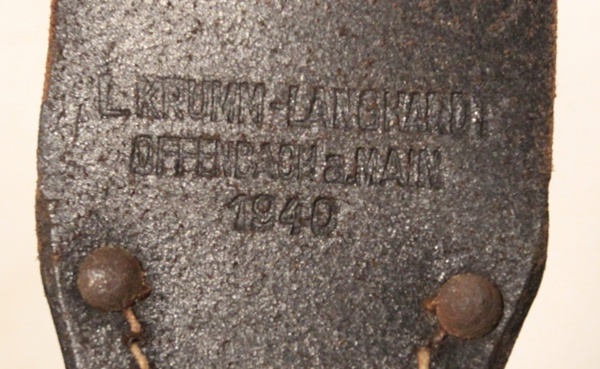 L. KRUMM-LANGHARDT
OFFENBACH a. MAIN
1940